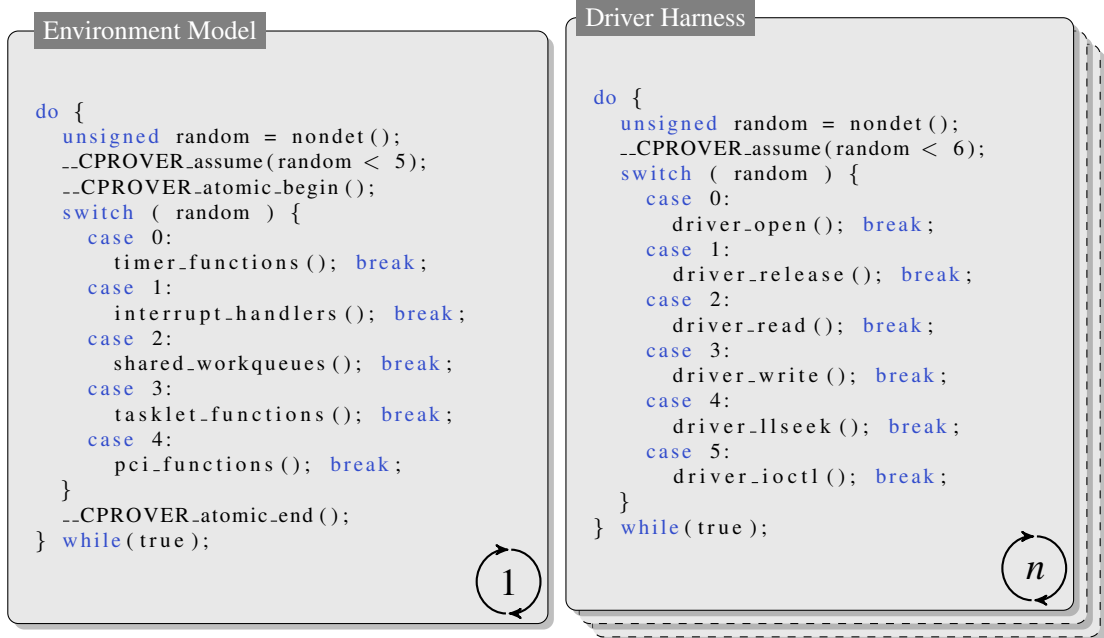 Environment Model
do {
unsigned random = nondet();
__CPROVER_assume(random < 5);
__CPROVER_atomic_begin();
switch ( random ) {
case 0:
timer_functions(); break;
case 1:
interrupt_handlers(); break;
case 2:
shared_workqueues(); break;
case 3:
tasklet_functions(); break;
case 4:
pci_functions(); break;
}
__CPROVER_atomic_end();
} while(true);
1
Driver Harness
do {
unsigned random = nondet();
__CPROVER_assume(random < 6);
switch ( random ) {
case 0:
driver_open(); break;
case 1:
driver_release(); break;
case 2:
driver_read(); break;
case 3:
driver_write(); break;
case 4:
driver_llseek(); break;
case 5:
driver_ioctl(); break;
}
} while(true);
n